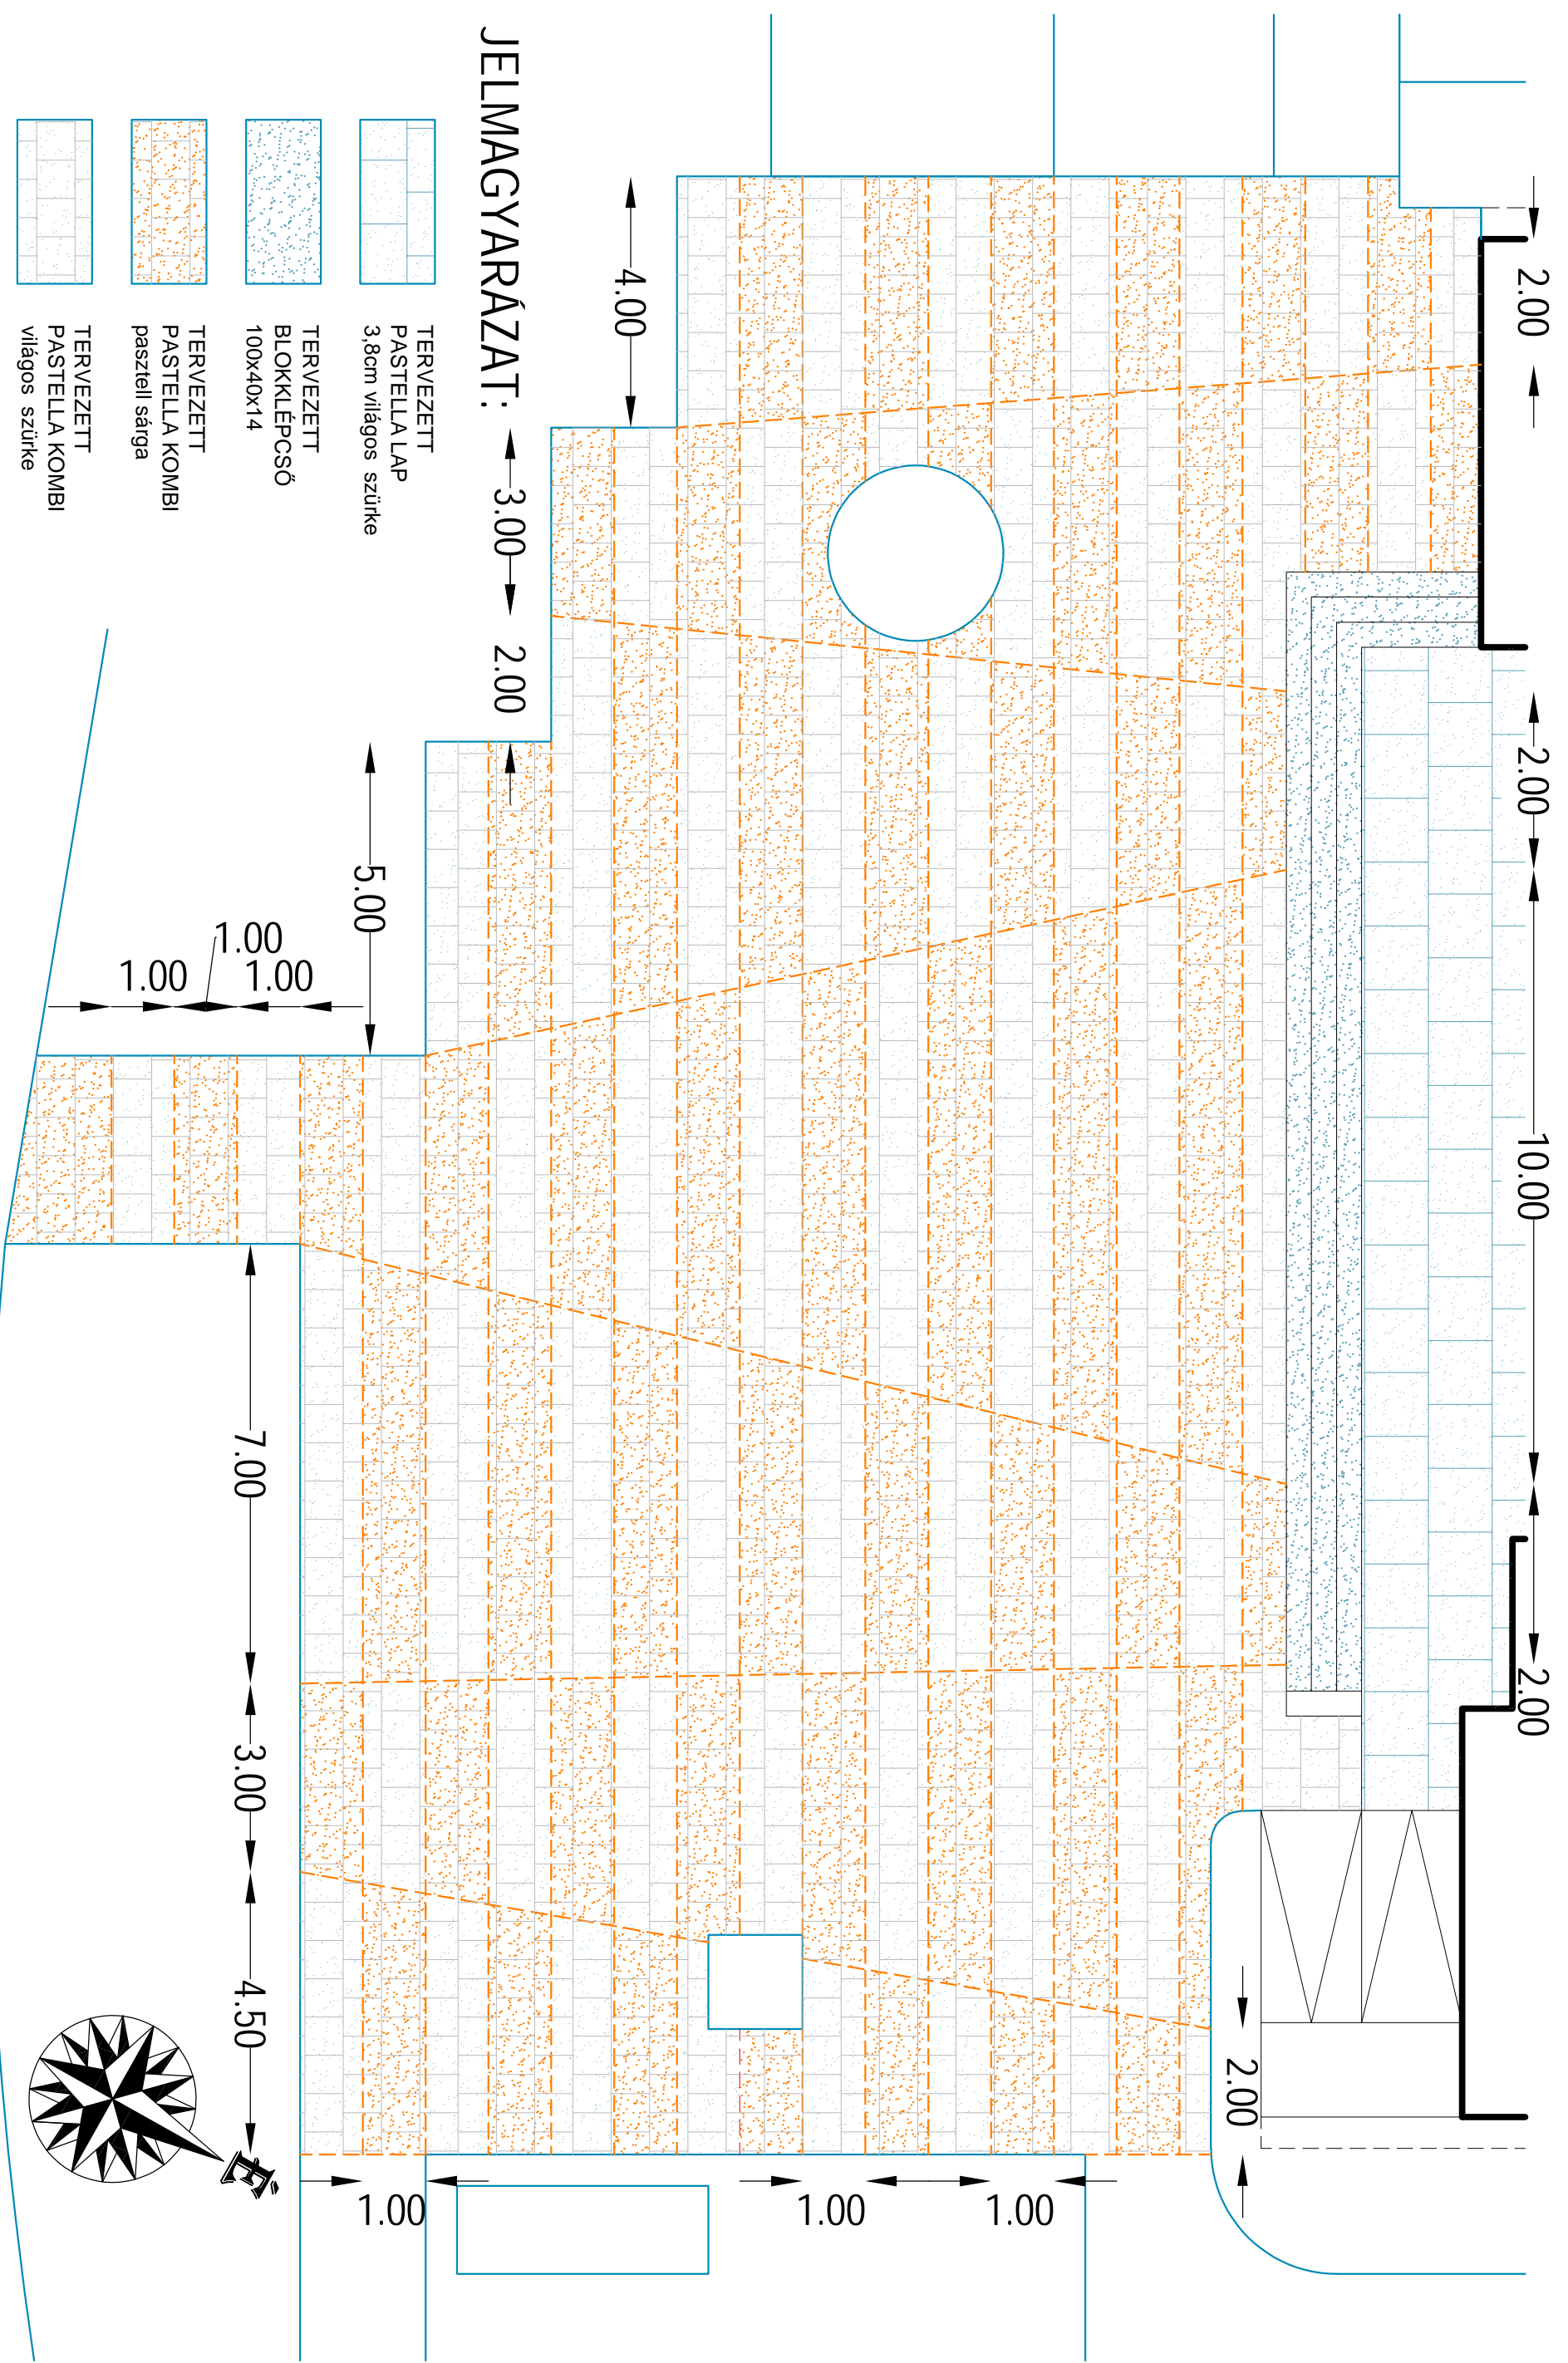 JELMAGYARÁZAT:
TERVEZETT
PASTELLA LAP
3,8cm világos szürke
TERVEZETT
BLOKKLÉPCSŐ
100x40x14
TERVEZETT
PASTELLA KOMBI
pasztell sárga
TERVEZETT
PASTELLA KOMBI
világos szürke
2.00
2.00
10.00
2.00
4.00
3.00
2.00
5.00
1.00
1.00
1.00
7.00
3.00
4.50
2.00
1.00
1.00
1.00
É